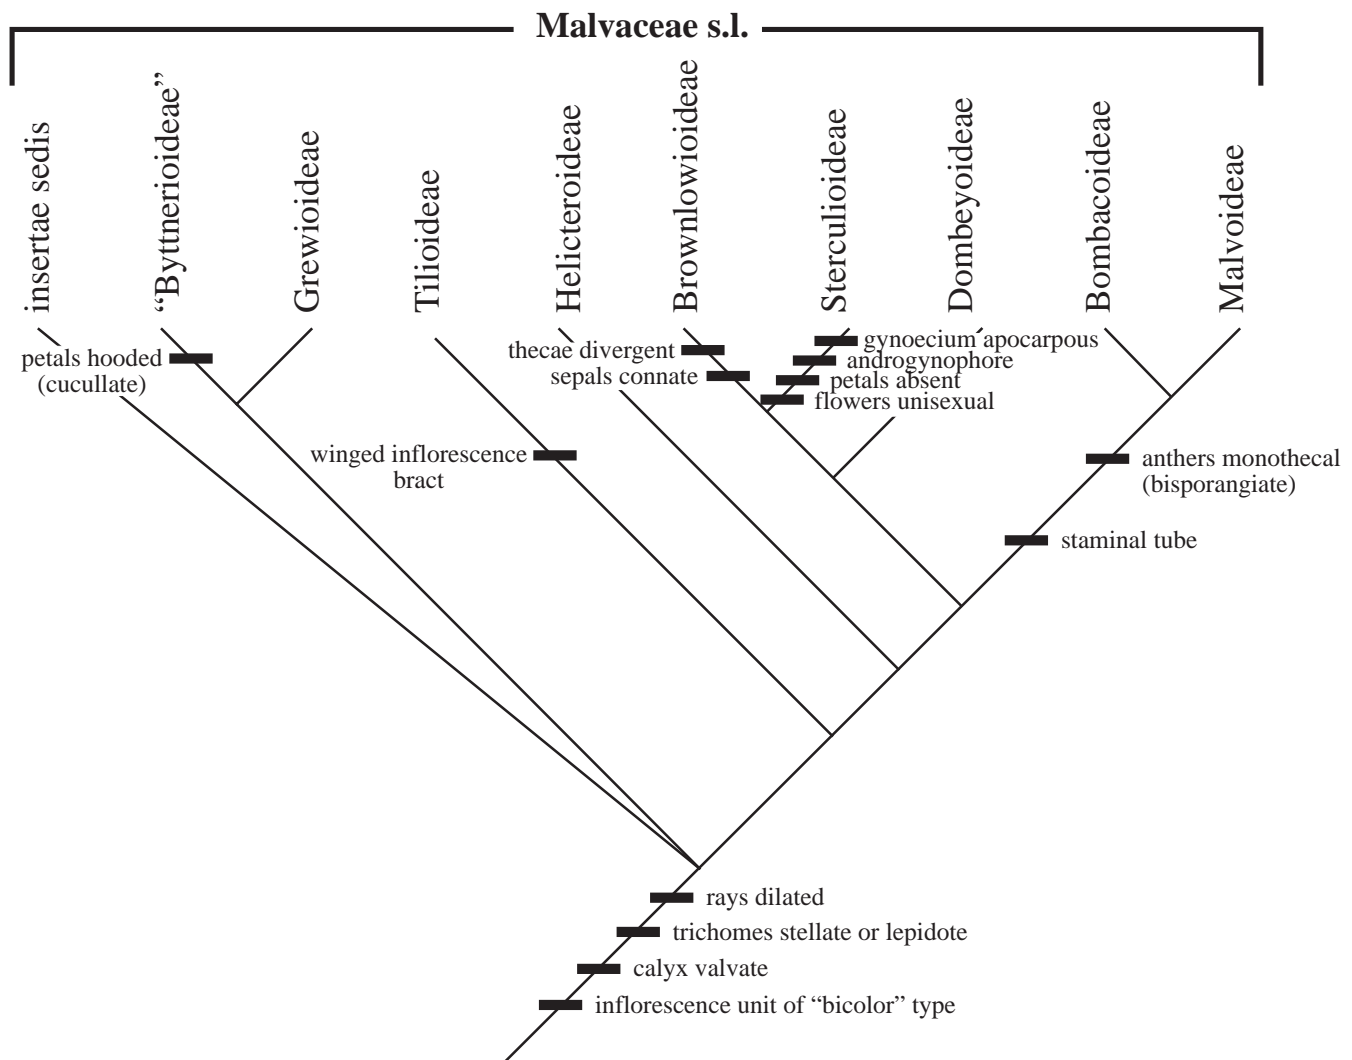 Malvaceae s.l.
insertae sedis
“Byttnerioideae”
Grewioideae
Tilioideae
Helicteroideae
Brownlowioideae
Sterculioideae
Dombeyoideae
Bombacoideae
Malvoideae
petals hooded
(cucullate)
thecae divergent
sepals connate
gynoecium apocarpous
androgynophore
petals absent
flowers unisexual
winged inflorescence
bract
anthers monothecal
(bisporangiate)
staminal tube
rays dilated
trichomes stellate or lepidote
calyx valvate
inflorescence unit of “bicolor” type